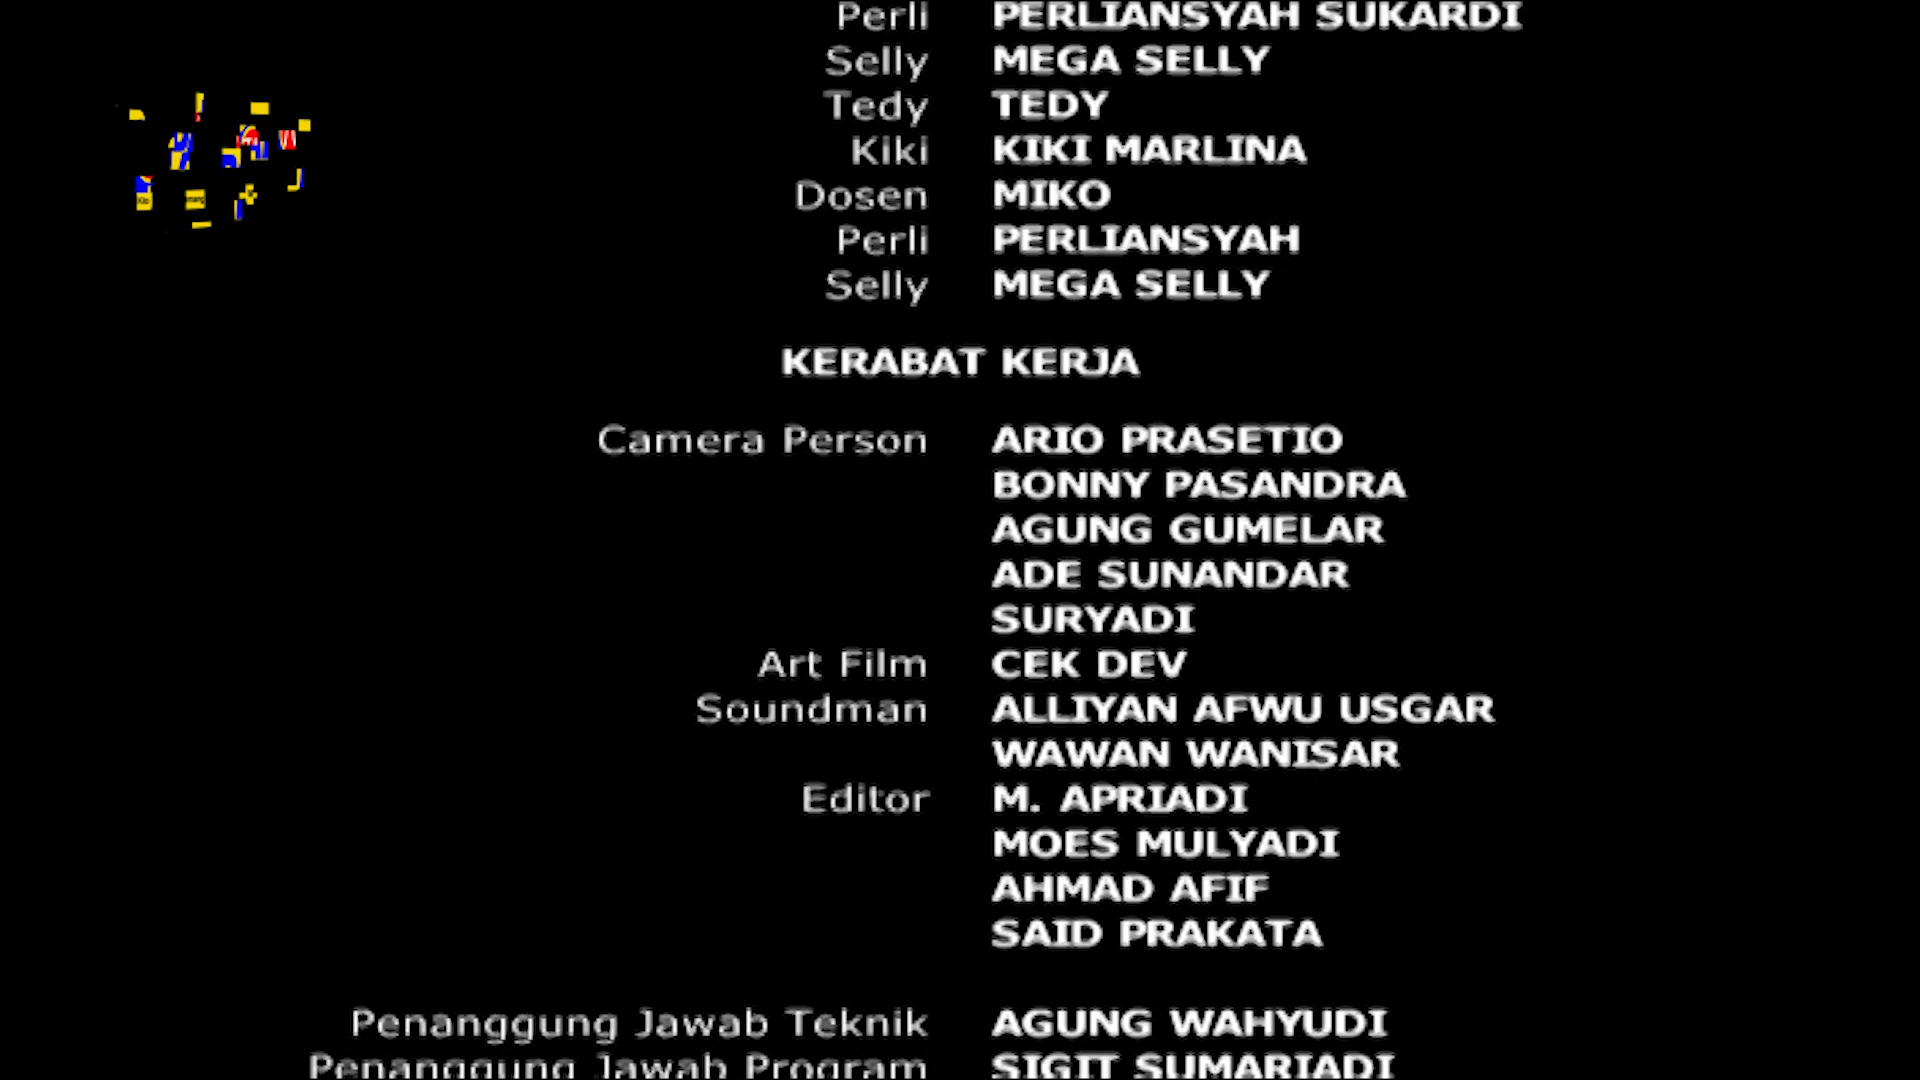 Perli PERLIANSYAH SUKARDI
Selly MEGA SELLY
Tedy TEDY
Kiki KIKI MARLINA
Dosen MIKO
Perli PERLIANSYAH
Selly MEGA SELLY
KERABAT KERJA
Camera Person ARIO PRASETIO
BONNY PASANDRA
AGUNG GUMELAR
ADE SUNANDAR
SURYADI
Art Film CEK DEV
Soundman ALLIYAN AFWU USGAR
WAWAN WANISAR
Editor M. APRIADI
MOES MULYADI
AHMAD AFIF
SAID PRAKATA
Penanggung Jawab Teknik AGUNG WAHYUDI
Penanggung Jawab Program SIGIT SUMARIADI